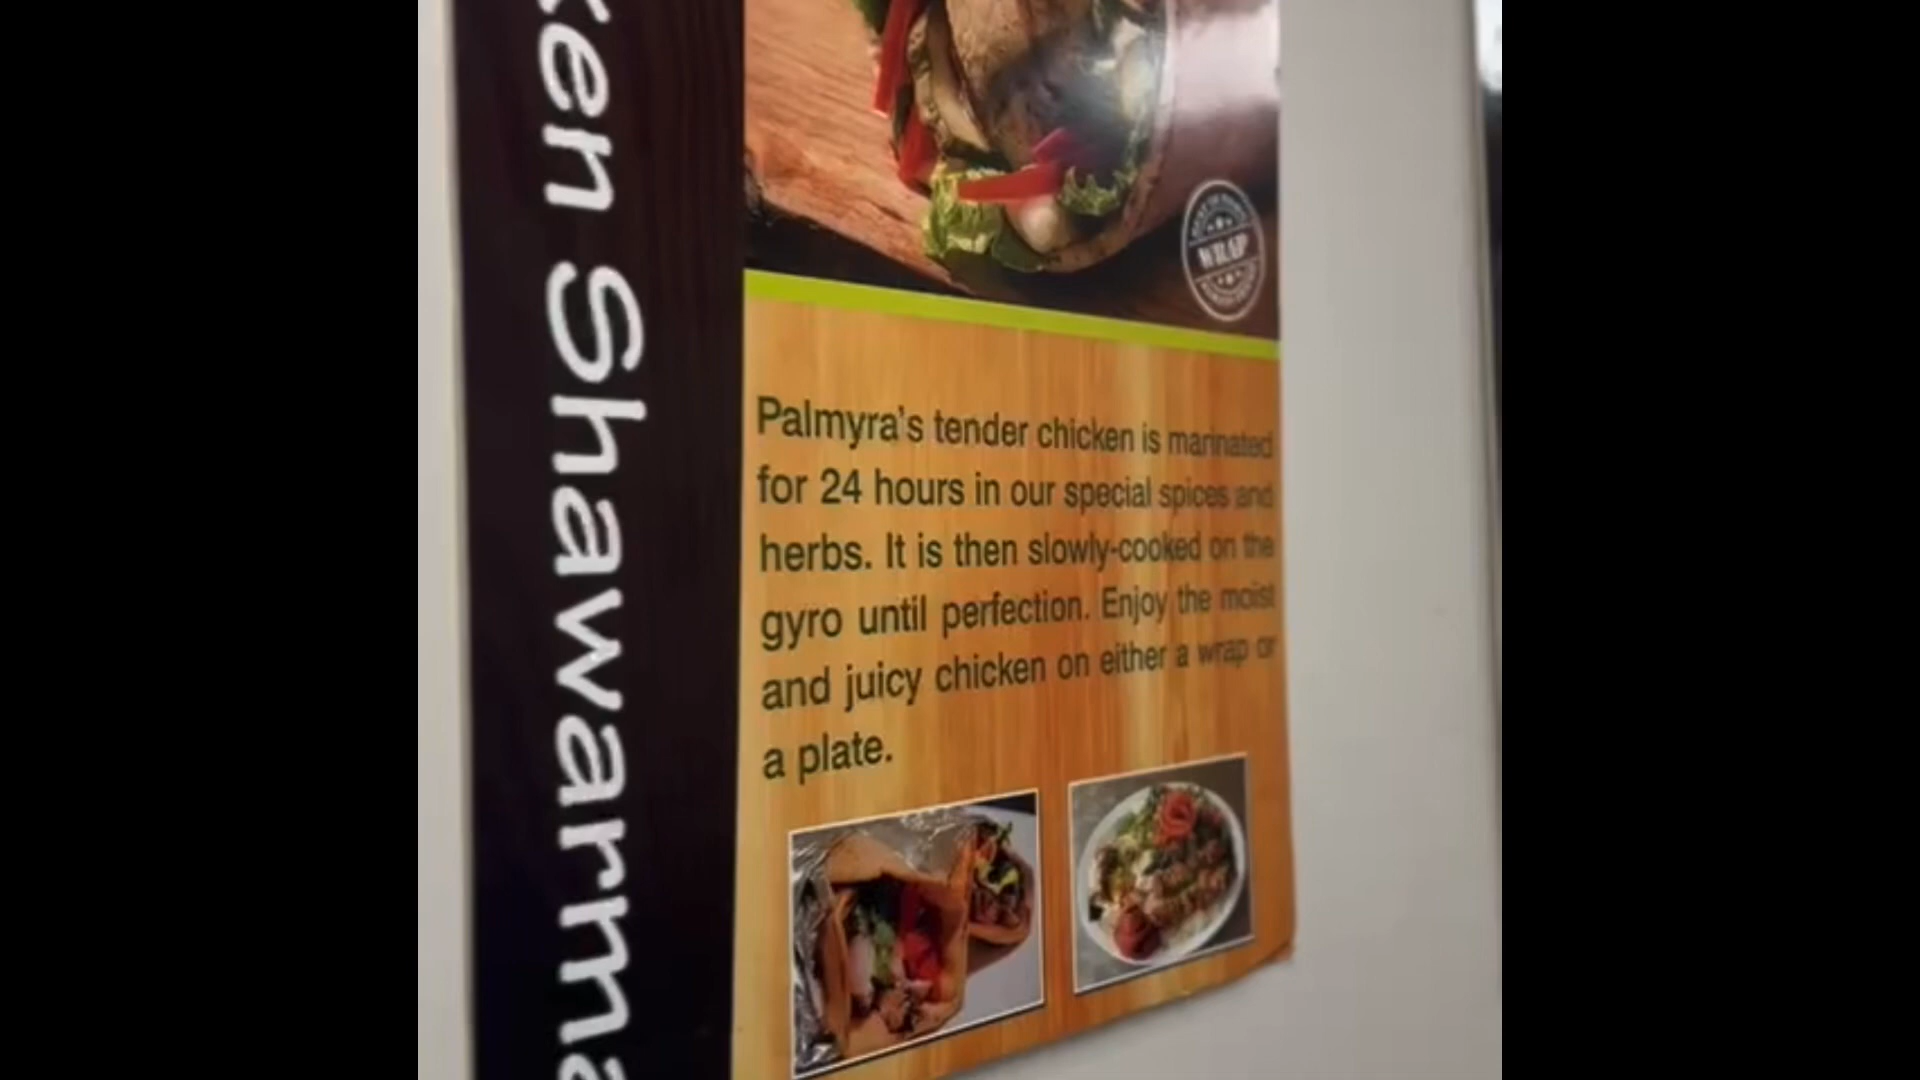 ken Shawarma
WRAP
Palmyra's tender chicken is marinated
for 24 hours in our special spices and
herbs. It is then slowly-cooked on the
gyro until perfection. Enjoy the moist
and juicy chicken on either a wrap or
a plate.